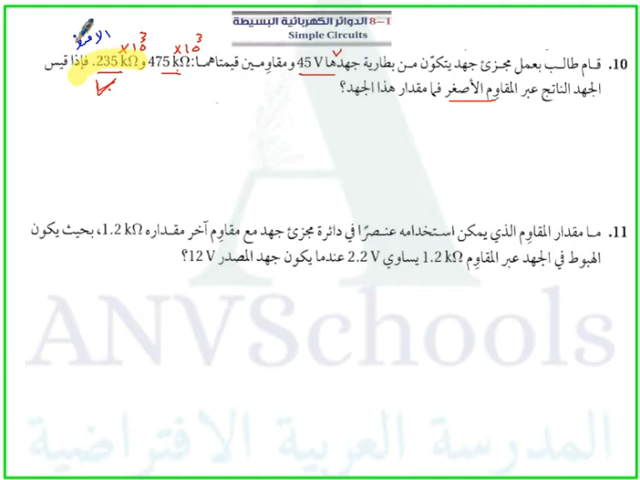 8-1 الدوائر الكهربائية البسيطة
Simple Circuits
الأصغر
×10³ ×10³
10. قام طالب بعمل مجزئ جهد يتكوّن من بطارية جهدها 45 V ومقاومين قيمتاهما: 475 kΩ و 235 kΩ. فإذا قيس
الجهد الناتج عبر المقاوم الأصغر فما مقدار هذا الجهد؟
11. ما مقدار المقاوم الذي يمكن استخدامه عنصرًا في دائرة مجزئ جهد مع مقاوم آخر مقداره 1.2 kΩ، بحيث يكون
الهبوط في الجهد عبر المقاوم 1.2 kΩ يساوي 2.2 V عندما يكون جهد المصدر 12 V؟
ANVSchools
المدرسة العربية الافتراضية